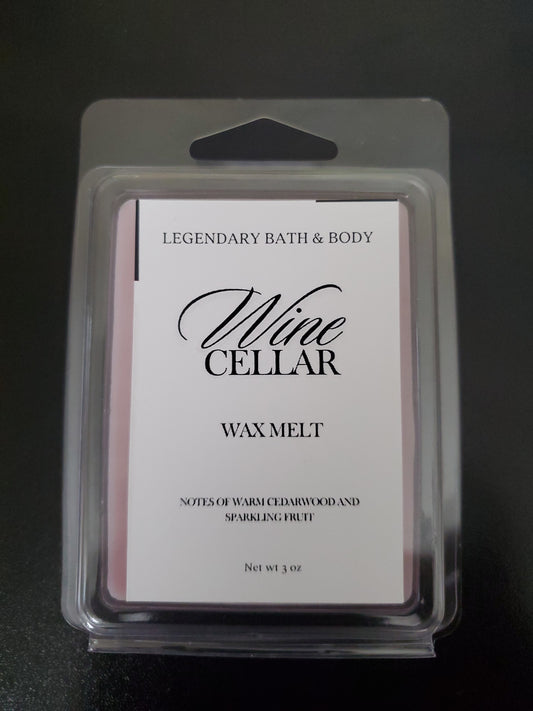 LEGENDARY BATH & BODY
Wine
CELLAR
WAX MELT
NOTES OF WARM CEDARWOOD AND
SPARKLING FRUIT
Net wt 3 oz